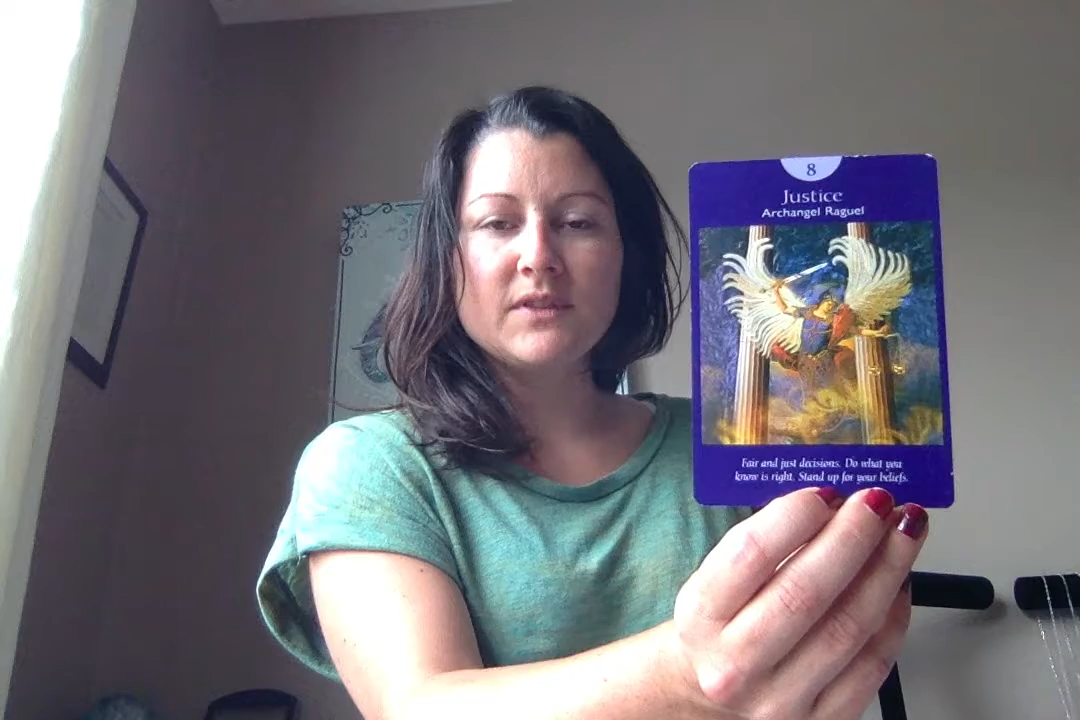 8
Justice
Archangel Raguel
Fair and just decisions. Do what you
know is right. Stand up for your beliefs.